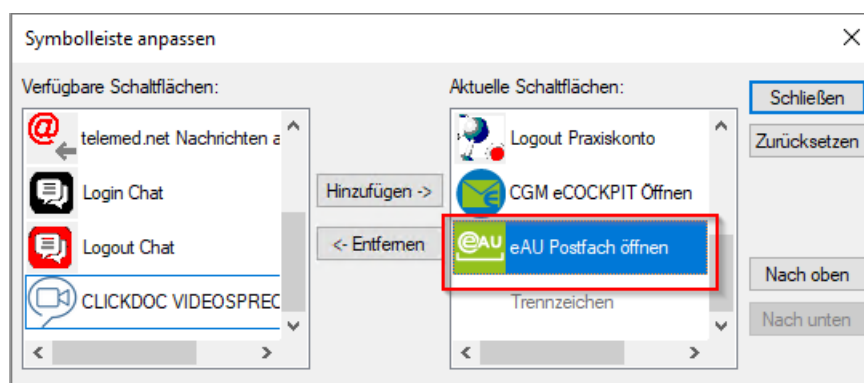 Symbolleiste anpassen
Verfügbare Schaltflächen:
Aktuelle Schaltflächen:
telemed.net Nachrichten a
Login Chat
Logout Chat
CLICKDOC VIDEOSPREC
Hinzufügen ->
<- Entfernen
Logout Praxiskonto
CGM eCOCKPIT Öffnen
eAU eAU Postfach öffnen
Trennzeichen
Schließen
Zurücksetzen
Nach oben
Nach unten